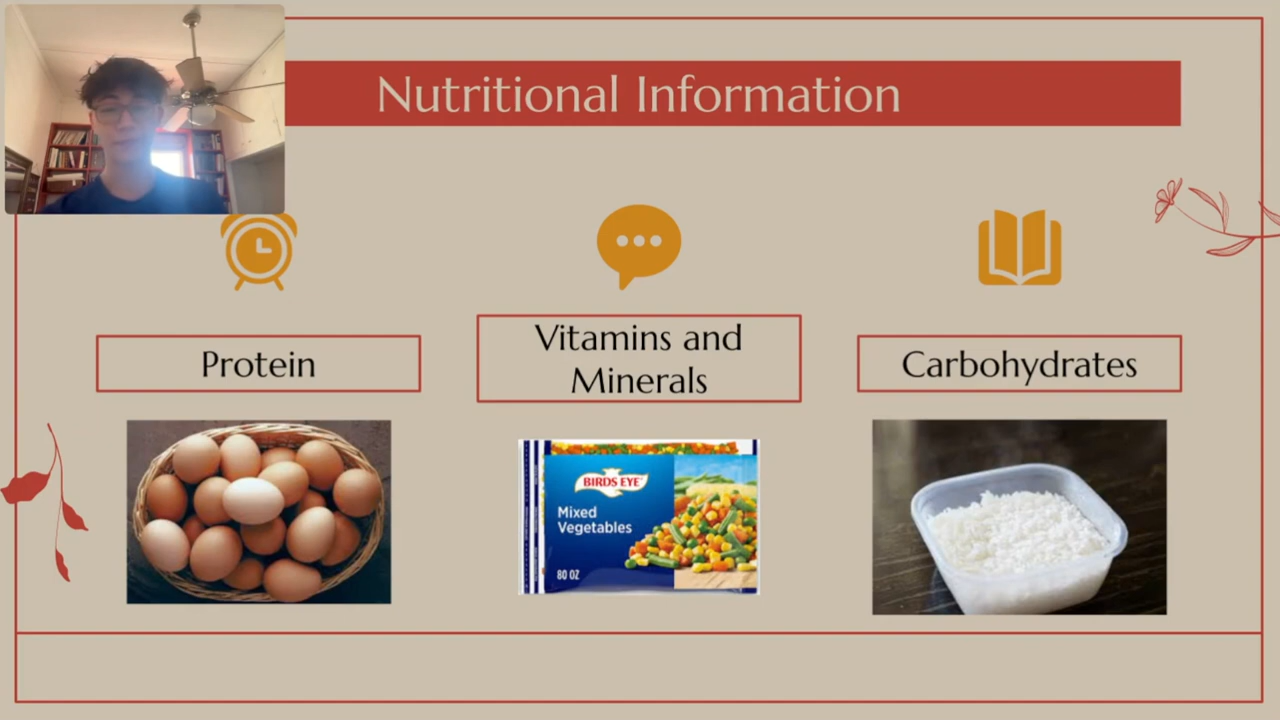 Nutritional Information
Protein
Vitamins and
Minerals
Carbohydrates
BIRDS EYE
Mixed
Vegetables
80 OZ